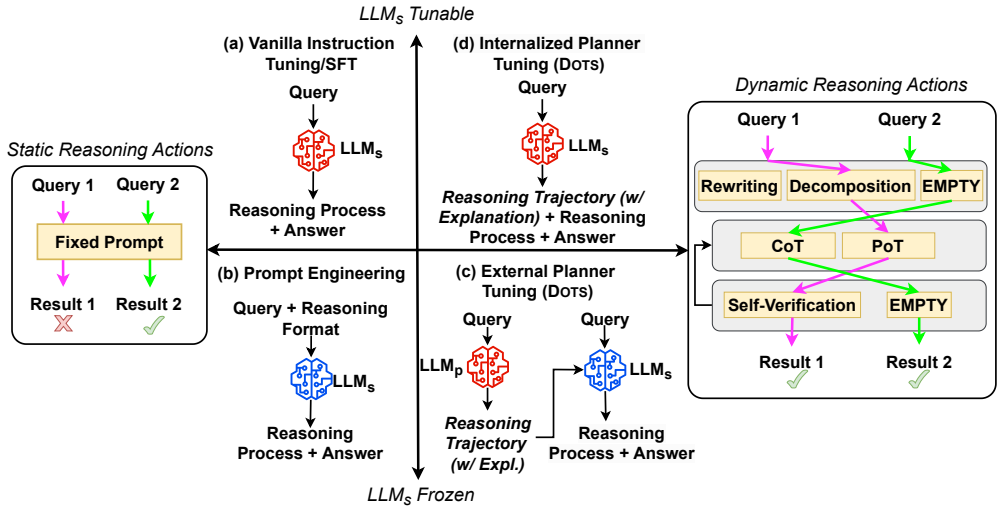 LLMs Tunable
(a) Vanilla Instruction
Tuning/SFT
Query
LLMs
Reasoning Process
+ Answer
(d) Internalized Planner
Tuning (DOTS)
Query
LLMs
Reasoning Trajectory (w/
Explanation) + Reasoning
Process + Answer
Static Reasoning Actions
Query 1
Query 2
Fixed Prompt
Result 1
Result 2
(b) Prompt Engineering
Query + Reasoning
Format
LLMs
Reasoning
Process + Answer
(c) External Planner
Tuning (DOTS)
Query
Query
LLMp
LLMs
Reasoning
Trajectory
(w/ Expl.)
Reasoning
Process + Answer
LLMs Frozen
Dynamic Reasoning Actions
Query 1
Query 2
Rewriting
Decomposition
EMPTY
CoT
PoT
Self-Verification
EMPTY
Result 1
Result 2